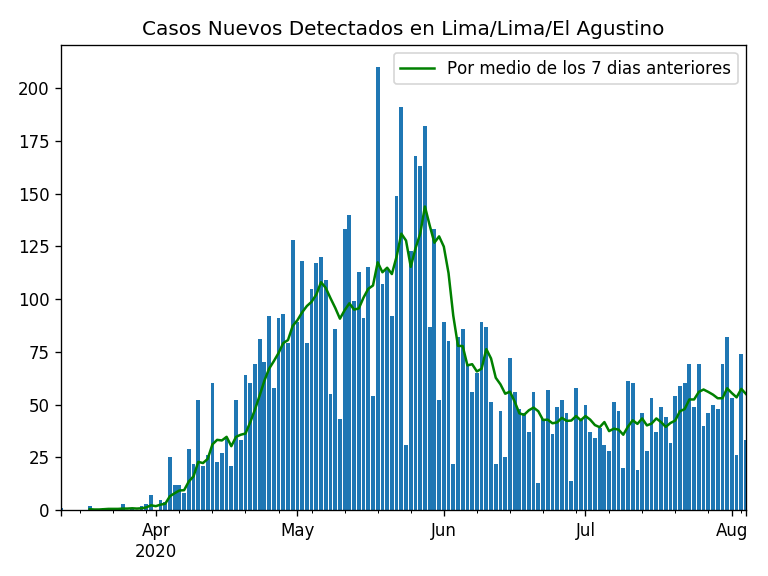 Casos Nuevos Detectados en Lima/Lima/El Agustino
Por medio de los 7 dias anteriores
200
175
150
125
100
75
50
25
0
Apr
2020
May
Jun
Jul
Aug